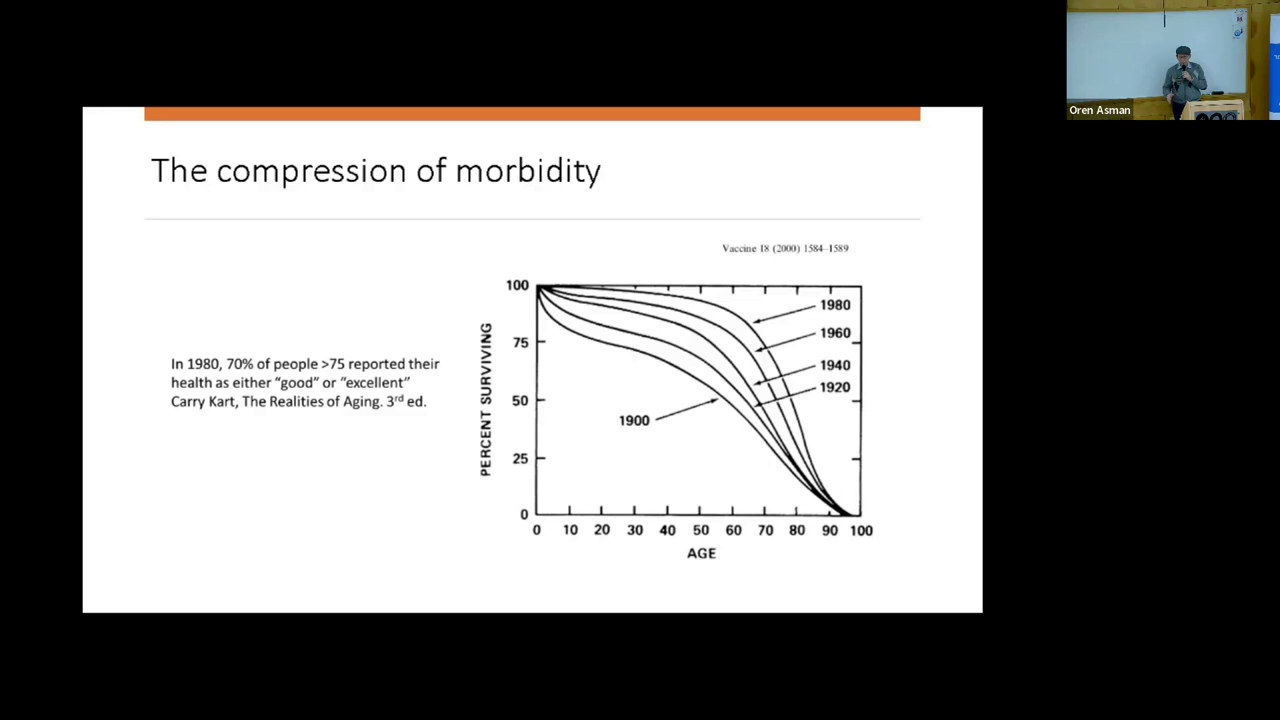 Oren Asman
The compression of morbidity
Vaccine 18 (2000) 1584–1589
In 1980, 70% of people >75 reported their
health as either “good” or “excellent”
Carry Kart, The Realities of Aging. 3rd ed.
PERCENT SURVIVING
100
75
50
25
0
1980
1960
1940
1920
1900
0 10 20 30 40 50 60 70 80 90 100
AGE